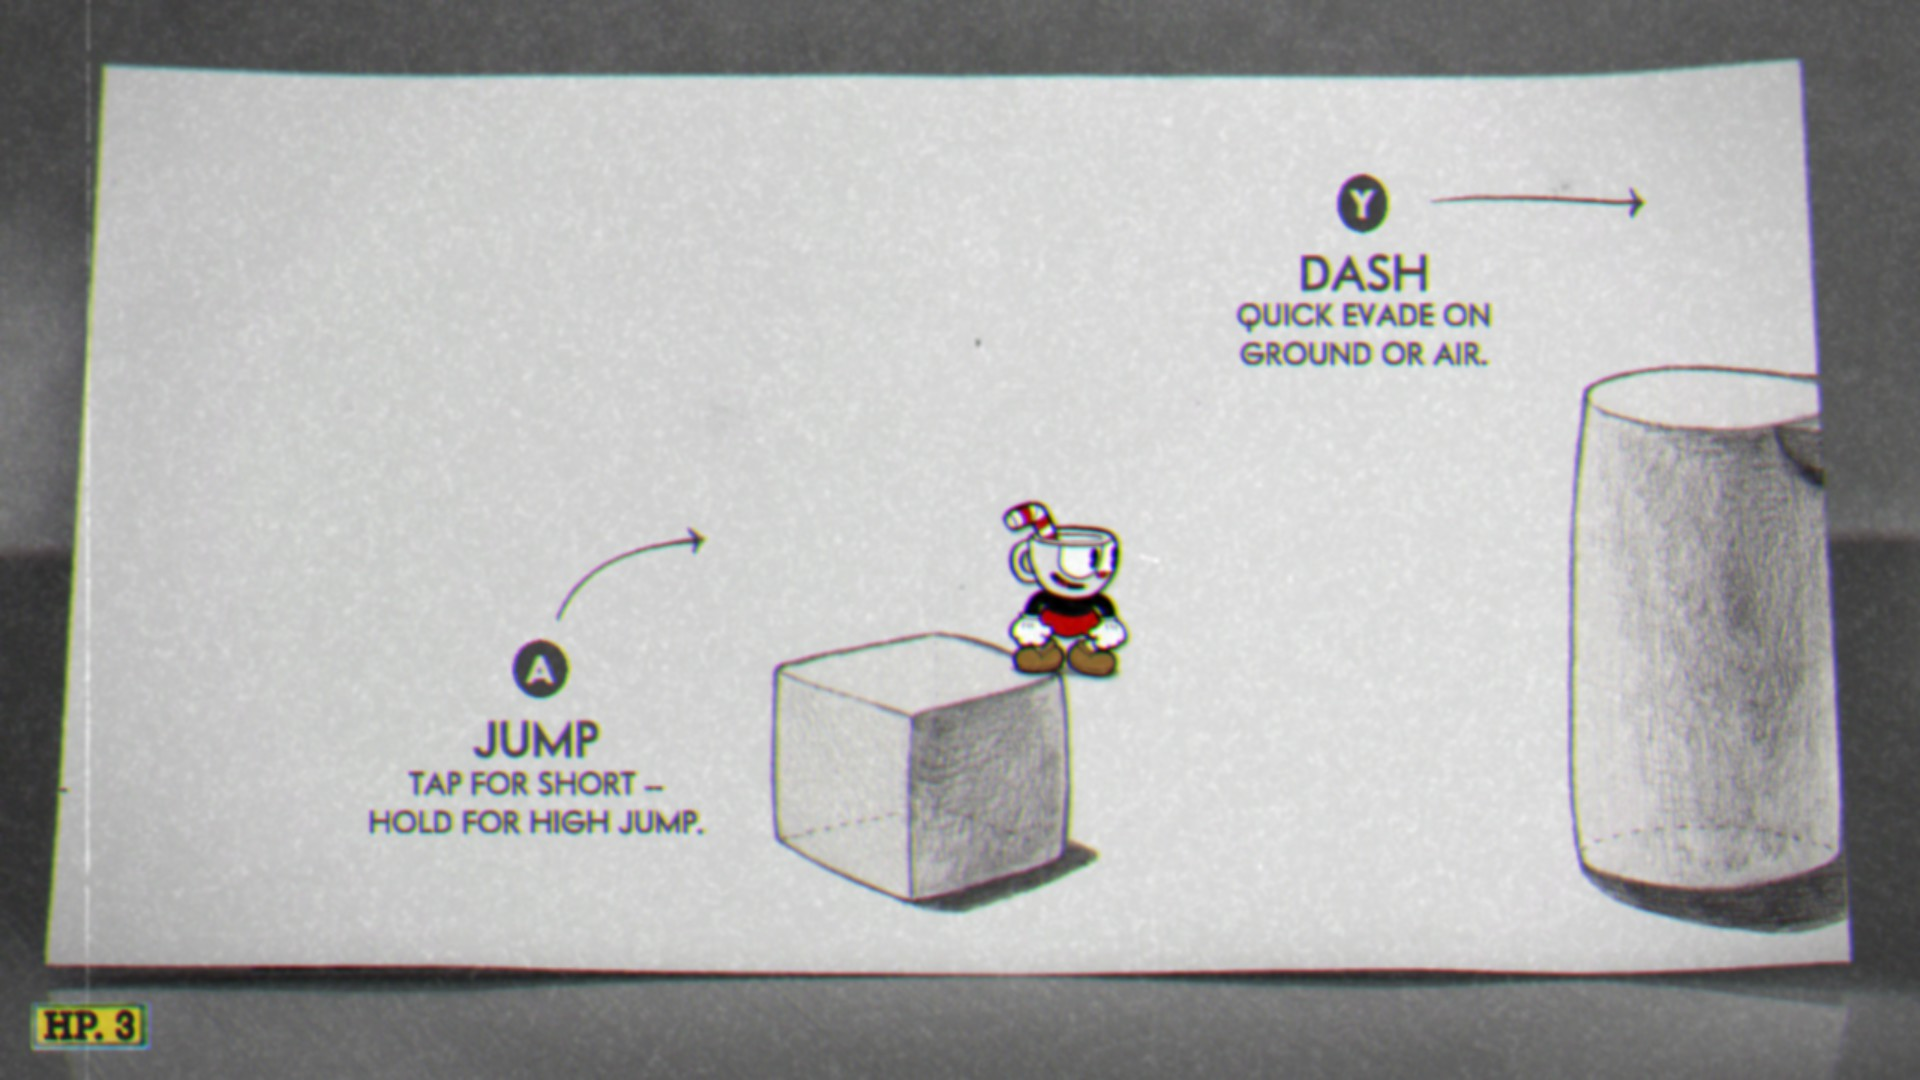 Y
DASH
QUICK EVADE ON
GROUND OR AIR.
A
JUMP
TAP FOR SHORT –
HOLD FOR HIGH JUMP.
HP. 3